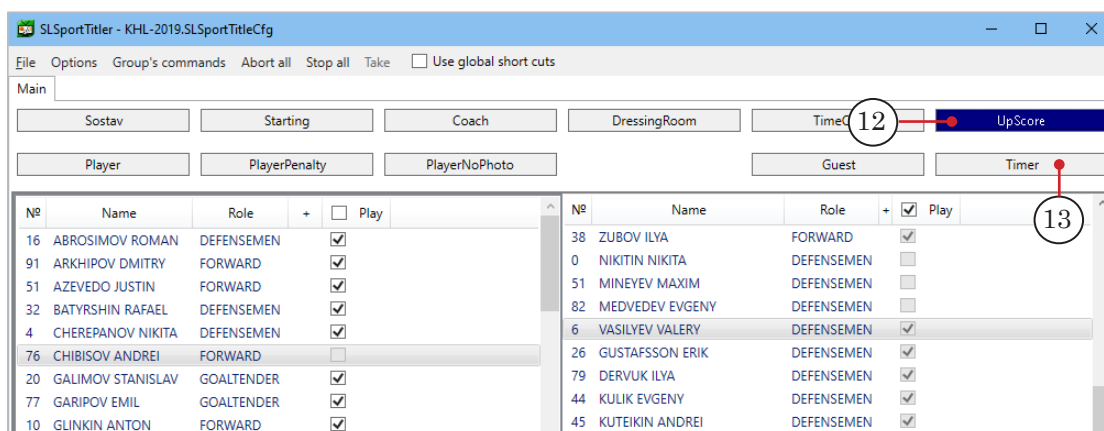 SLSportTitler - KHL-2019.SLSportTitleCfg
File Options Group's commands Abort all Stop all Take Use global short cuts
Main
Sostav Starting Coach DressingRoom 12 UpScore
Player PlayerPenalty PlayerNoPhoto Guest Timer
13
№ Name Role + Play
16 ABROSIMOV ROMAN DEFENSEMEN
91 ARKHIPOV DMITRY FORWARD
51 AZEVEDO JUSTIN FORWARD
32 BATYRSHIN RAFAEL DEFENSEMEN
4 CHEREPANOV NIKITA DEFENSEMEN
76 CHIBISOV ANDREI FORWARD
20 GALIMOV STANISLAV GOALTENDER
77 GARIPOV EMIL GOALTENDER
10 GLINKIN ANTON FORWARD
№ Name Role + Play
38 ZUBOV ILYA FORWARD
0 NIKITIN NIKITA DEFENSEMEN
51 MINEYEV MAXIM DEFENSEMEN
82 MEDVEDEV EVGENY DEFENSEMEN
6 VASILYEV VALERY DEFENSEMEN
26 GUSTAFSSON ERIK DEFENSEMEN
79 DERVUK ILYA DEFENSEMEN
44 KULIK EVGENY DEFENSEMEN
45 KUTEIKIN ANDREI DEFENSEMEN